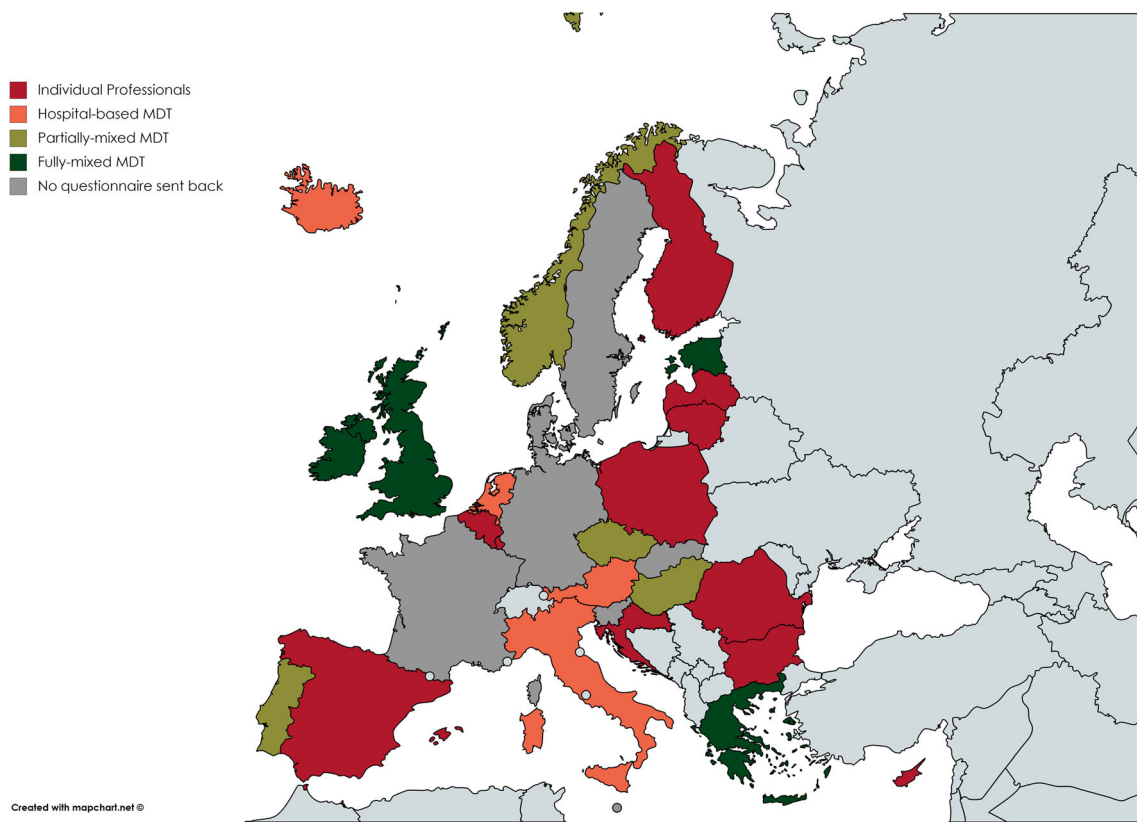 Individual Professionals
Hospital-based MDT
Partially-mixed MDT
Fully-mixed MDT
No questionnaire sent back
Created with mapchart.net ©